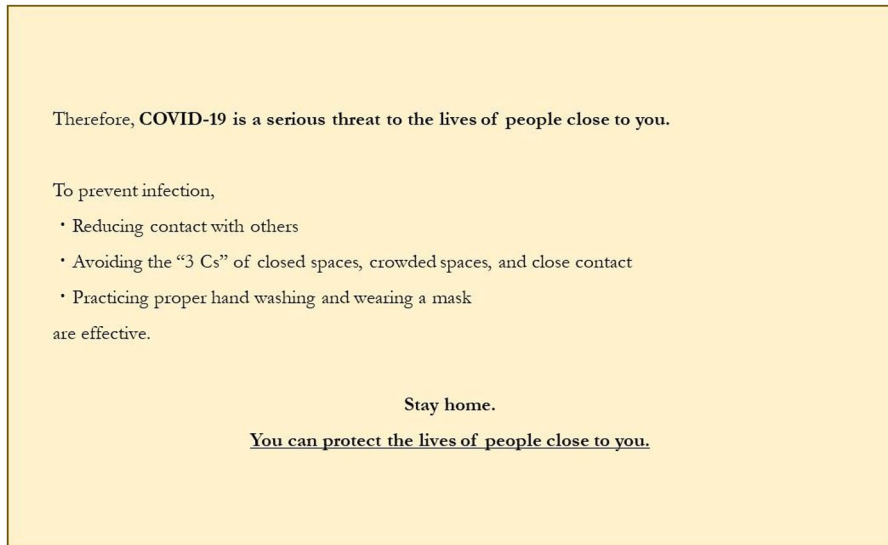 Therefore, COVID-19 is a serious threat to the lives of people close to you.
To prevent infection,
・Reducing contact with others
・Avoiding the “3 Cs” of closed spaces, crowded spaces, and close contact
・Practicing proper hand washing and wearing a mask
are effective.
Stay home.
You can protect the lives of people close to you.